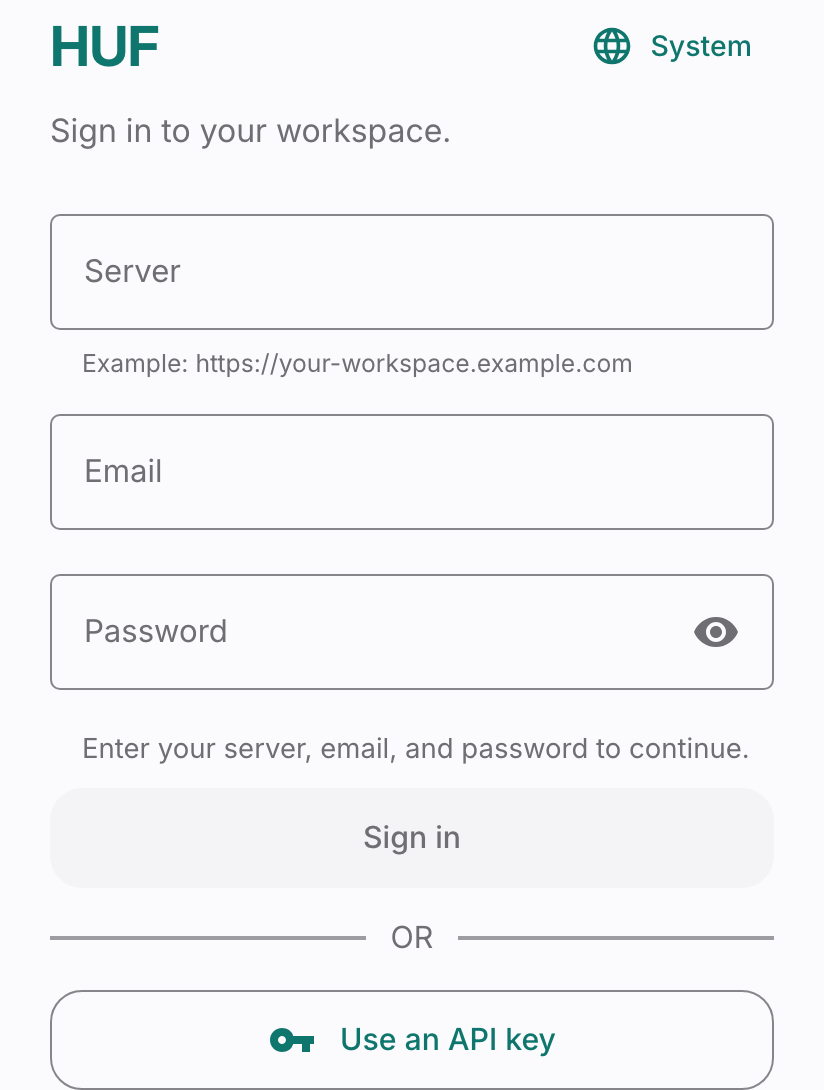 HUF
System
Sign in to your workspace.
Server
Example: https://your-workspace.example.com
Email
Password
Enter your server, email, and password to continue.
Sign in
OR
Use an API key